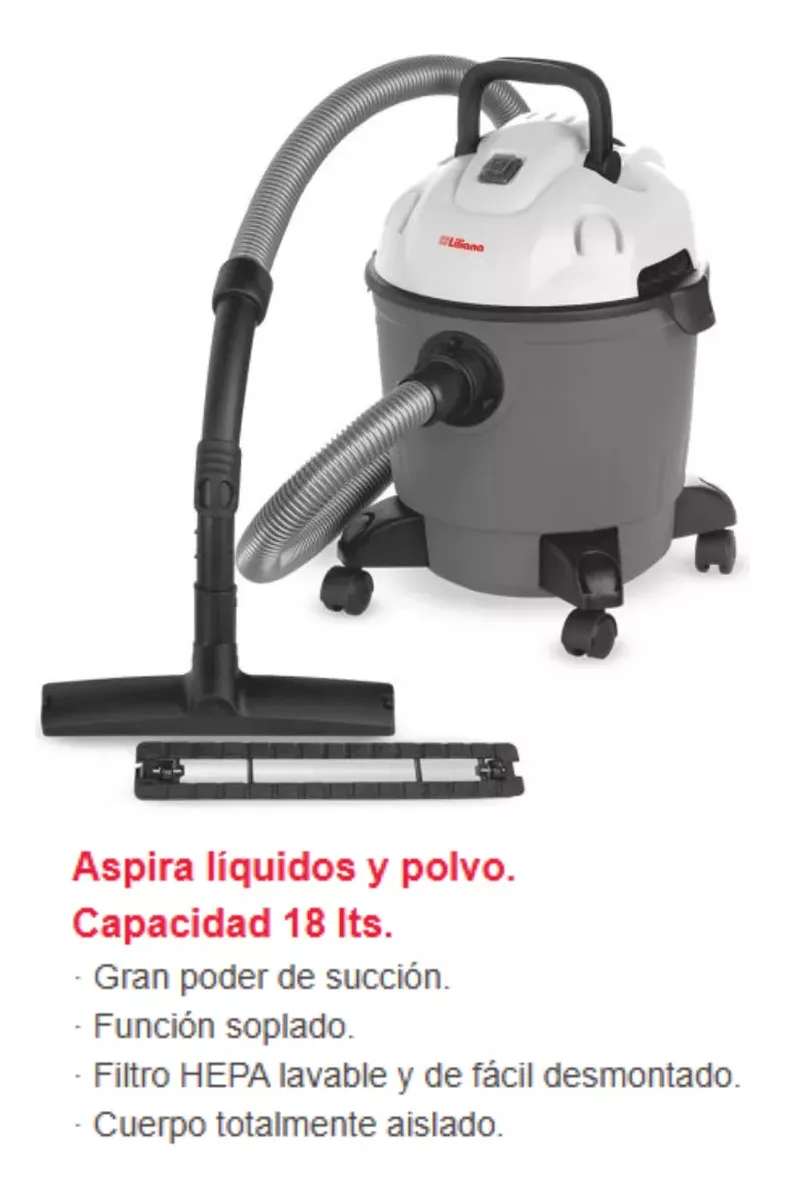 Liliana
Aspira líquidos y polvo.
Capacidad 18 lts.
· Gran poder de succión.
· Función soplado.
· Filtro HEPA lavable y de fácil desmontado.
· Cuerpo totalmente aislado.